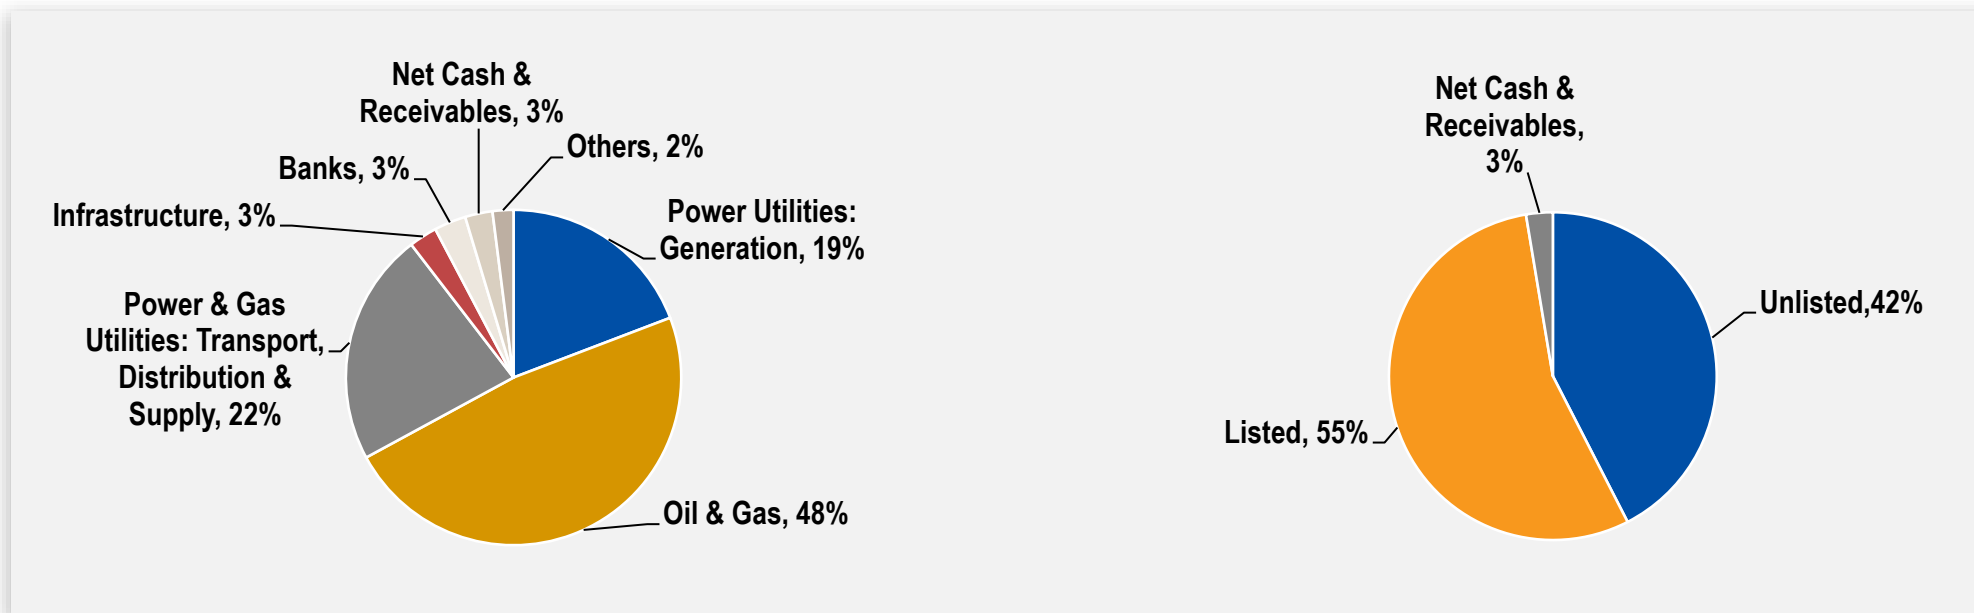 Net Cash &
Receivables, 3%
Others, 2%
Banks, 3%
Infrastructure, 3%
Power Utilities:
Generation, 19%
Power & Gas
Utilities: Transport,
Distribution &
Supply, 22%
Oil & Gas, 48%
Net Cash &
Receivables,
3%
Unlisted,42%
Listed, 55%